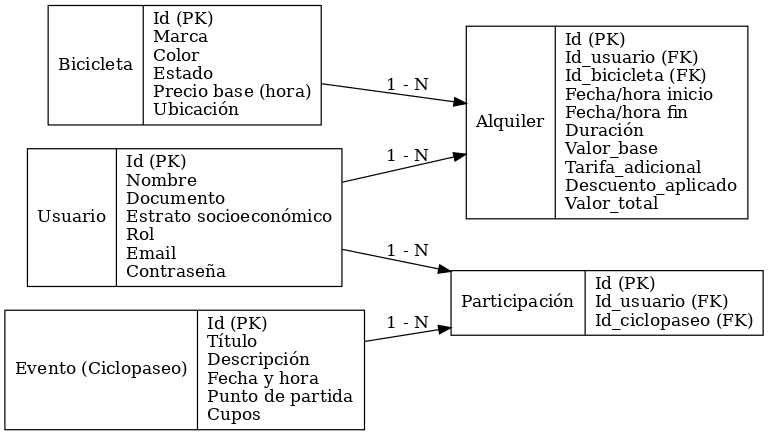 Bicicleta
Id (PK)
Marca
Color
Estado
Precio base (hora)
Ubicación
1 - N
Usuario
Id (PK)
Nombre
Documento
Estrato socioeconómico
Rol
Email
Contraseña
1 - N
1 - N
Evento (Ciclopaseo)
Id (PK)
Título
Descripción
Fecha y hora
Punto de partida
Cupos
1 - N
Alquiler
Id (PK)
Id_usuario (FK)
Id_bicicleta (FK)
Fecha/hora inicio
Fecha/hora fin
Duración
Valor_base
Tarifa_adicional
Descuento_aplicado
Valor_total
Participación
Id (PK)
Id_usuario (FK)
Id_ciclopaseo (FK)